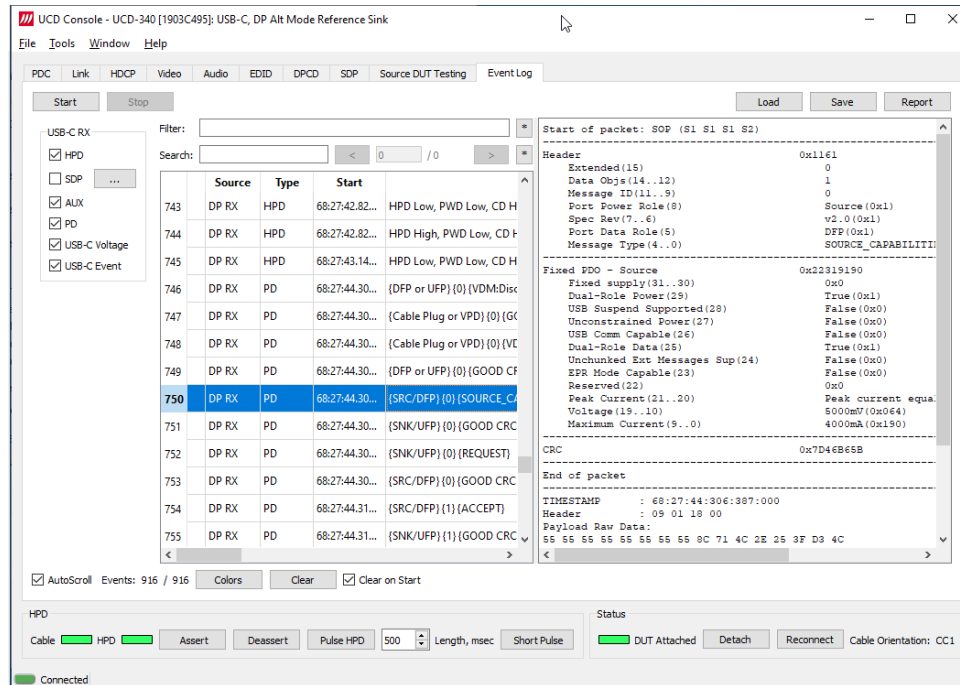 UCD Console - UCD-340 [1903C495]: USB-C, DP Alt Mode Reference Sink
File Tools Window Help
PDC Link HDCP Video Audio EDID DPCD SDP Source DUT Testing Event Log
Start Stop Load Save Report
USB-C RX
HPD
SDP ...
AUX
PD
USB-C Voltage
USB-C Event
Filter: *
Search: < 0 / 0 > *
Source Type Start
743 DP RX HPD 68:27:42.82... HPD Low, PWD Low, CD H
744 DP RX HPD 68:27:42.82... HPD High, PWD Low, CD H
745 DP RX HPD 68:27:43.14... HPD Low, PWD Low, CD H
746 DP RX PD 68:27:44.30... {DFP or UFP}{0}{VDM:Disc
747 DP RX PD 68:27:44.30... {Cable Plug or VPD}{0}{GO
748 DP RX PD 68:27:44.30... {Cable Plug or VPD}{0}{VD
749 DP RX PD 68:27:44.30... {DFP or UFP}{0}{GOOD CR
750 DP RX PD 68:27:44.30... {SRC/DFP}{0}{SOURCE_CA
751 DP RX PD 68:27:44.30... {SNK/UFP}{0}{GOOD CRC
752 DP RX PD 68:27:44.30... {SNK/UFP}{0}{REQUEST}
753 DP RX PD 68:27:44.30... {SRC/DFP}{0}{GOOD CRC
754 DP RX PD 68:27:44.31... {SRC/DFP}{1}{ACCEPT}
755 DP RX PD 68:27:44.31... {SNK/UFP}{1}{GOOD CRC
Start of packet: SOP (S1 S1 S1 S2)
Header 0x1161
Extended(15) 0
Data Objs(14..12) 1
Message ID(11..9) 0
Port Power Role(8) Source(0x1)
Spec Rev(7..6) v2.0(0x1)
Port Data Role(5) DFP(0x1)
Message Type(4..0) SOURCE_CAPABILITI
Fixed PDO - Source 0x22319190
Fixed supply(31..30) 0x0
Dual-Role Power(29) True(0x1)
USB Suspend Supported(28) False(0x0)
Unconstrained Power(27) False(0x0)
USB Comm Capable(26) False(0x0)
Dual-Role Data(25) True(0x1)
Unchunked Ext Messages Sup(24) False(0x0)
EPR Mode Capable(23) False(0x0)
Reserved(22) 0x0
Peak Current(21..20) Peak current equa
Voltage(19..10) 5000mV(0x064)
Maximum Current(9..0) 4000mA(0x190)
CRC 0x7D46B65B
End of packet
TIMESTAMP : 68:27:44:306:387:000
Header : 09 01 18 00
Payload Raw Data:
55 55 55 55 55 55 55 55 8C 71 4C 2E 25 3F D3 4C
AutoScroll Events: 916 / 916 Colors Clear Clear on Start
HPD
Cable HPD Assert Deassert Pulse HPD 500 Length, msec Short Pulse
Status
DUT Attached Detach Reconnect Cable Orientation: CC1
Connected